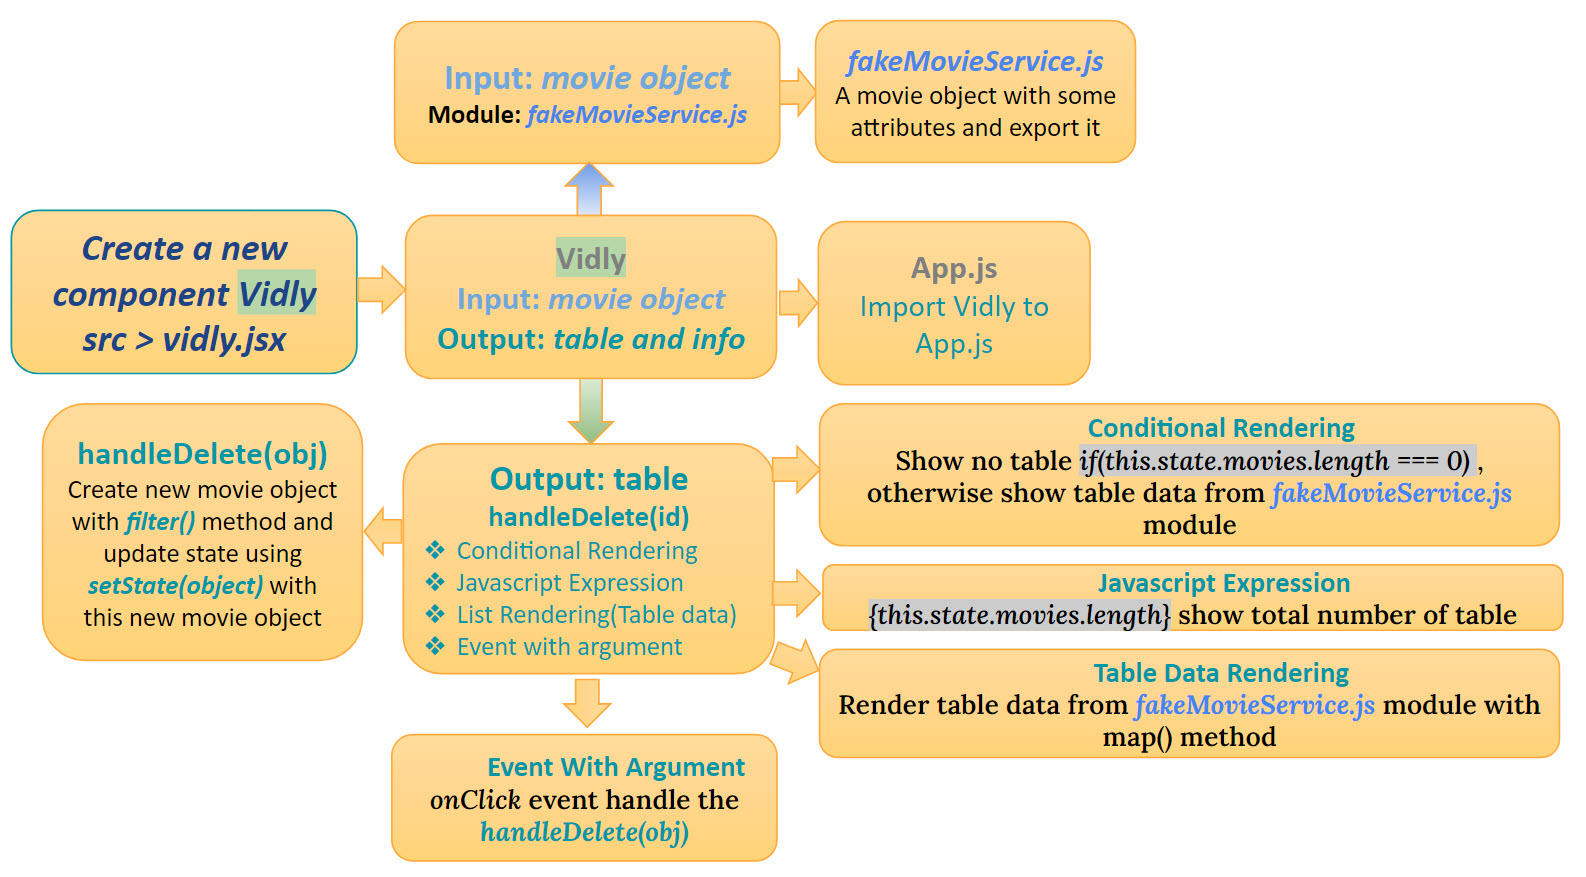 Input: movie object
Module: fakeMovieService.js
fakeMovieService.js
A movie object with some
attributes and export it
Create a new
component Vidly
src > vidly.jsx
Vidly
Input: movie object
Output: table and info
App.js
Import Vidly to
App.js
handleDelete(obj)
Create new movie object
with filter() method and
update state using
setState(object) with
this new movie object
Output: table
handleDelete(id)
❖ Conditional Rendering
❖ Javascript Expression
❖ List Rendering(Table data)
❖ Event with argument
Conditional Rendering
Show no table if(this.state.movies.length === 0) ,
otherwise show table data from fakeMovieService.js
module
Javascript Expression
{this.state.movies.length} show total number of table
Table Data Rendering
Render table data from fakeMovieService.js module with
map() method
Event With Argument
onClick event handle the
handleDelete(obj)